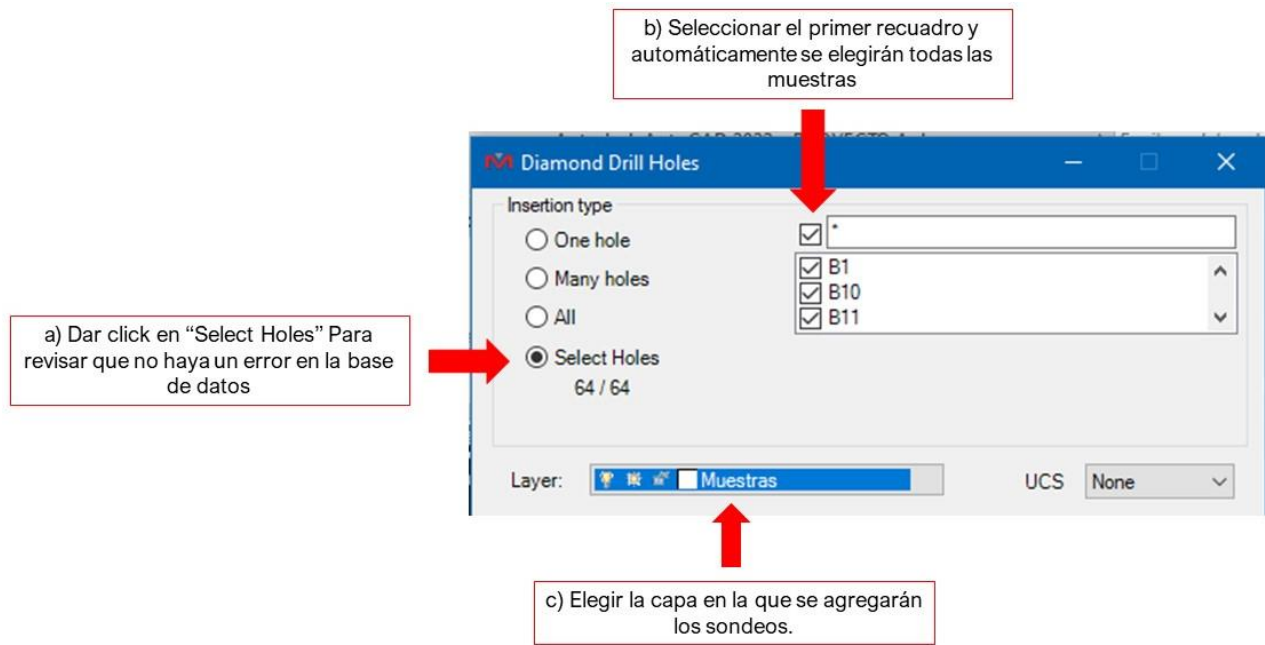 b) Seleccionar el primer recuadro y
automáticamente se elegirán todas las
muestras
Diamond Drill Holes
Insertion type
One hole
*
Many holes
B1
B10
All
B11
a) Dar click en “Select Holes” Para
revisar que no haya un error en la base
de datos
Select Holes
64 / 64
Layer:
Muestras
UCS
None
c) Elegir la capa en la que se agregarán
los sondeos.